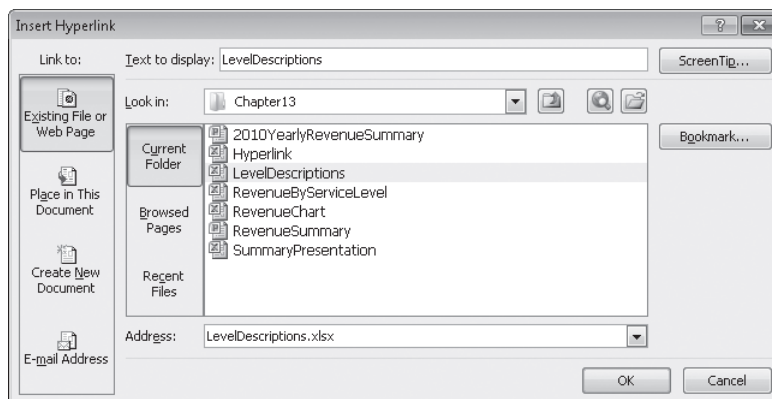 Insert Hyperlink
Link to:
Text to display: LevelDescriptions
ScreenTip...
Existing File or
Web Page
Place in This
Document
Create New
Document
E-mail Address
Look in: Chapter13
Current
Folder
Browsed
Pages
Recent
Files
2010YearlyRevenueSummary
Hyperlink
LevelDescriptions
RevenueByServiceLevel
RevenueChart
RevenueSummary
SummaryPresentation
Bookmark...
Address: LevelDescriptions.xlsx
OK
Cancel